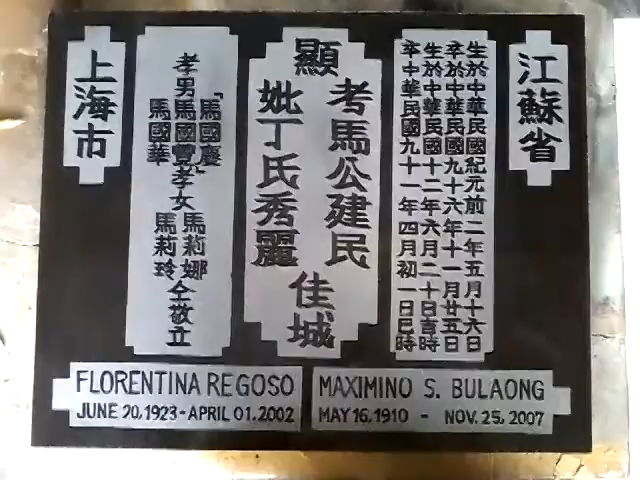 江蘇省
生於中華民國紀元前二年五月十六日
卒於中華民國九十六年十一月廿五日
生於中華民國十二年六月二十日吉時
卒中華民國九十一年四月初一日巳時
顯
考馬公建民
妣丁氏秀麗
佳城
孝男
「馬國慶」
馬國寶
馬國華
孝女
馬莉娜
馬莉玲
仝敬立
上海市
FLORENTINA REGOSO
JUNE 20,1923-APRIL 01.2002
MAXIMINO S. BULAONG
MAY 16,1910 - NOV. 25, 2007